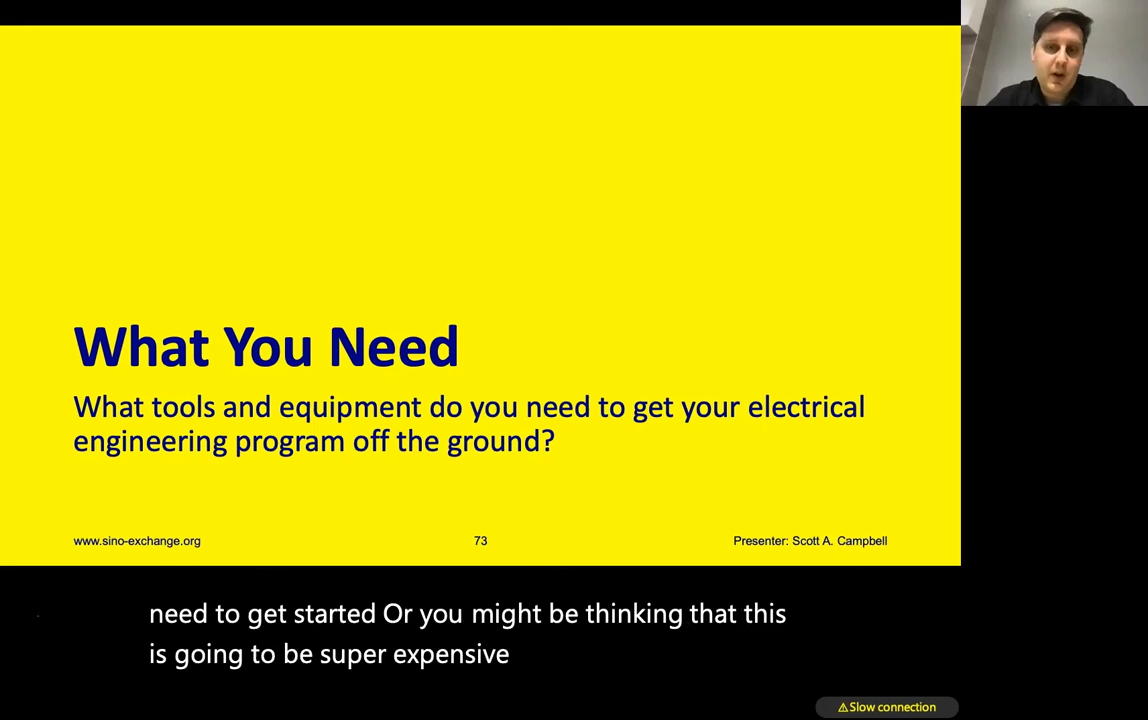 What You Need
What tools and equipment do you need to get your electrical
engineering program off the ground?
www.sino-exchange.org
73
Presenter: Scott A. Campbell
need to get started Or you might be thinking that this
is going to be super expensive
⚠Slow connection